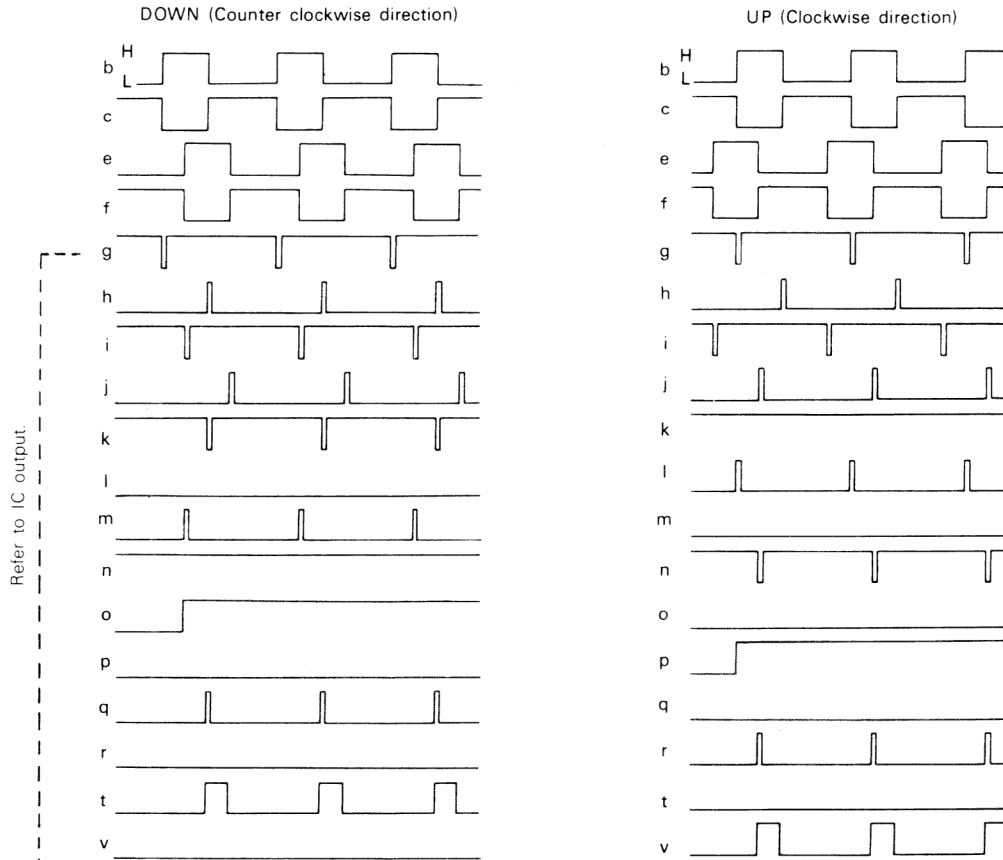 DOWN (Counter clockwise direction)
H
b
L
c
e
f
g
h
i
j
k
l
m
n
o
p
q
r
t
v
Refer to IC output.
UP (Clockwise direction)
H
b
L
c
e
f
g
h
i
j
k
l
m
n
o
p
q
r
t
v